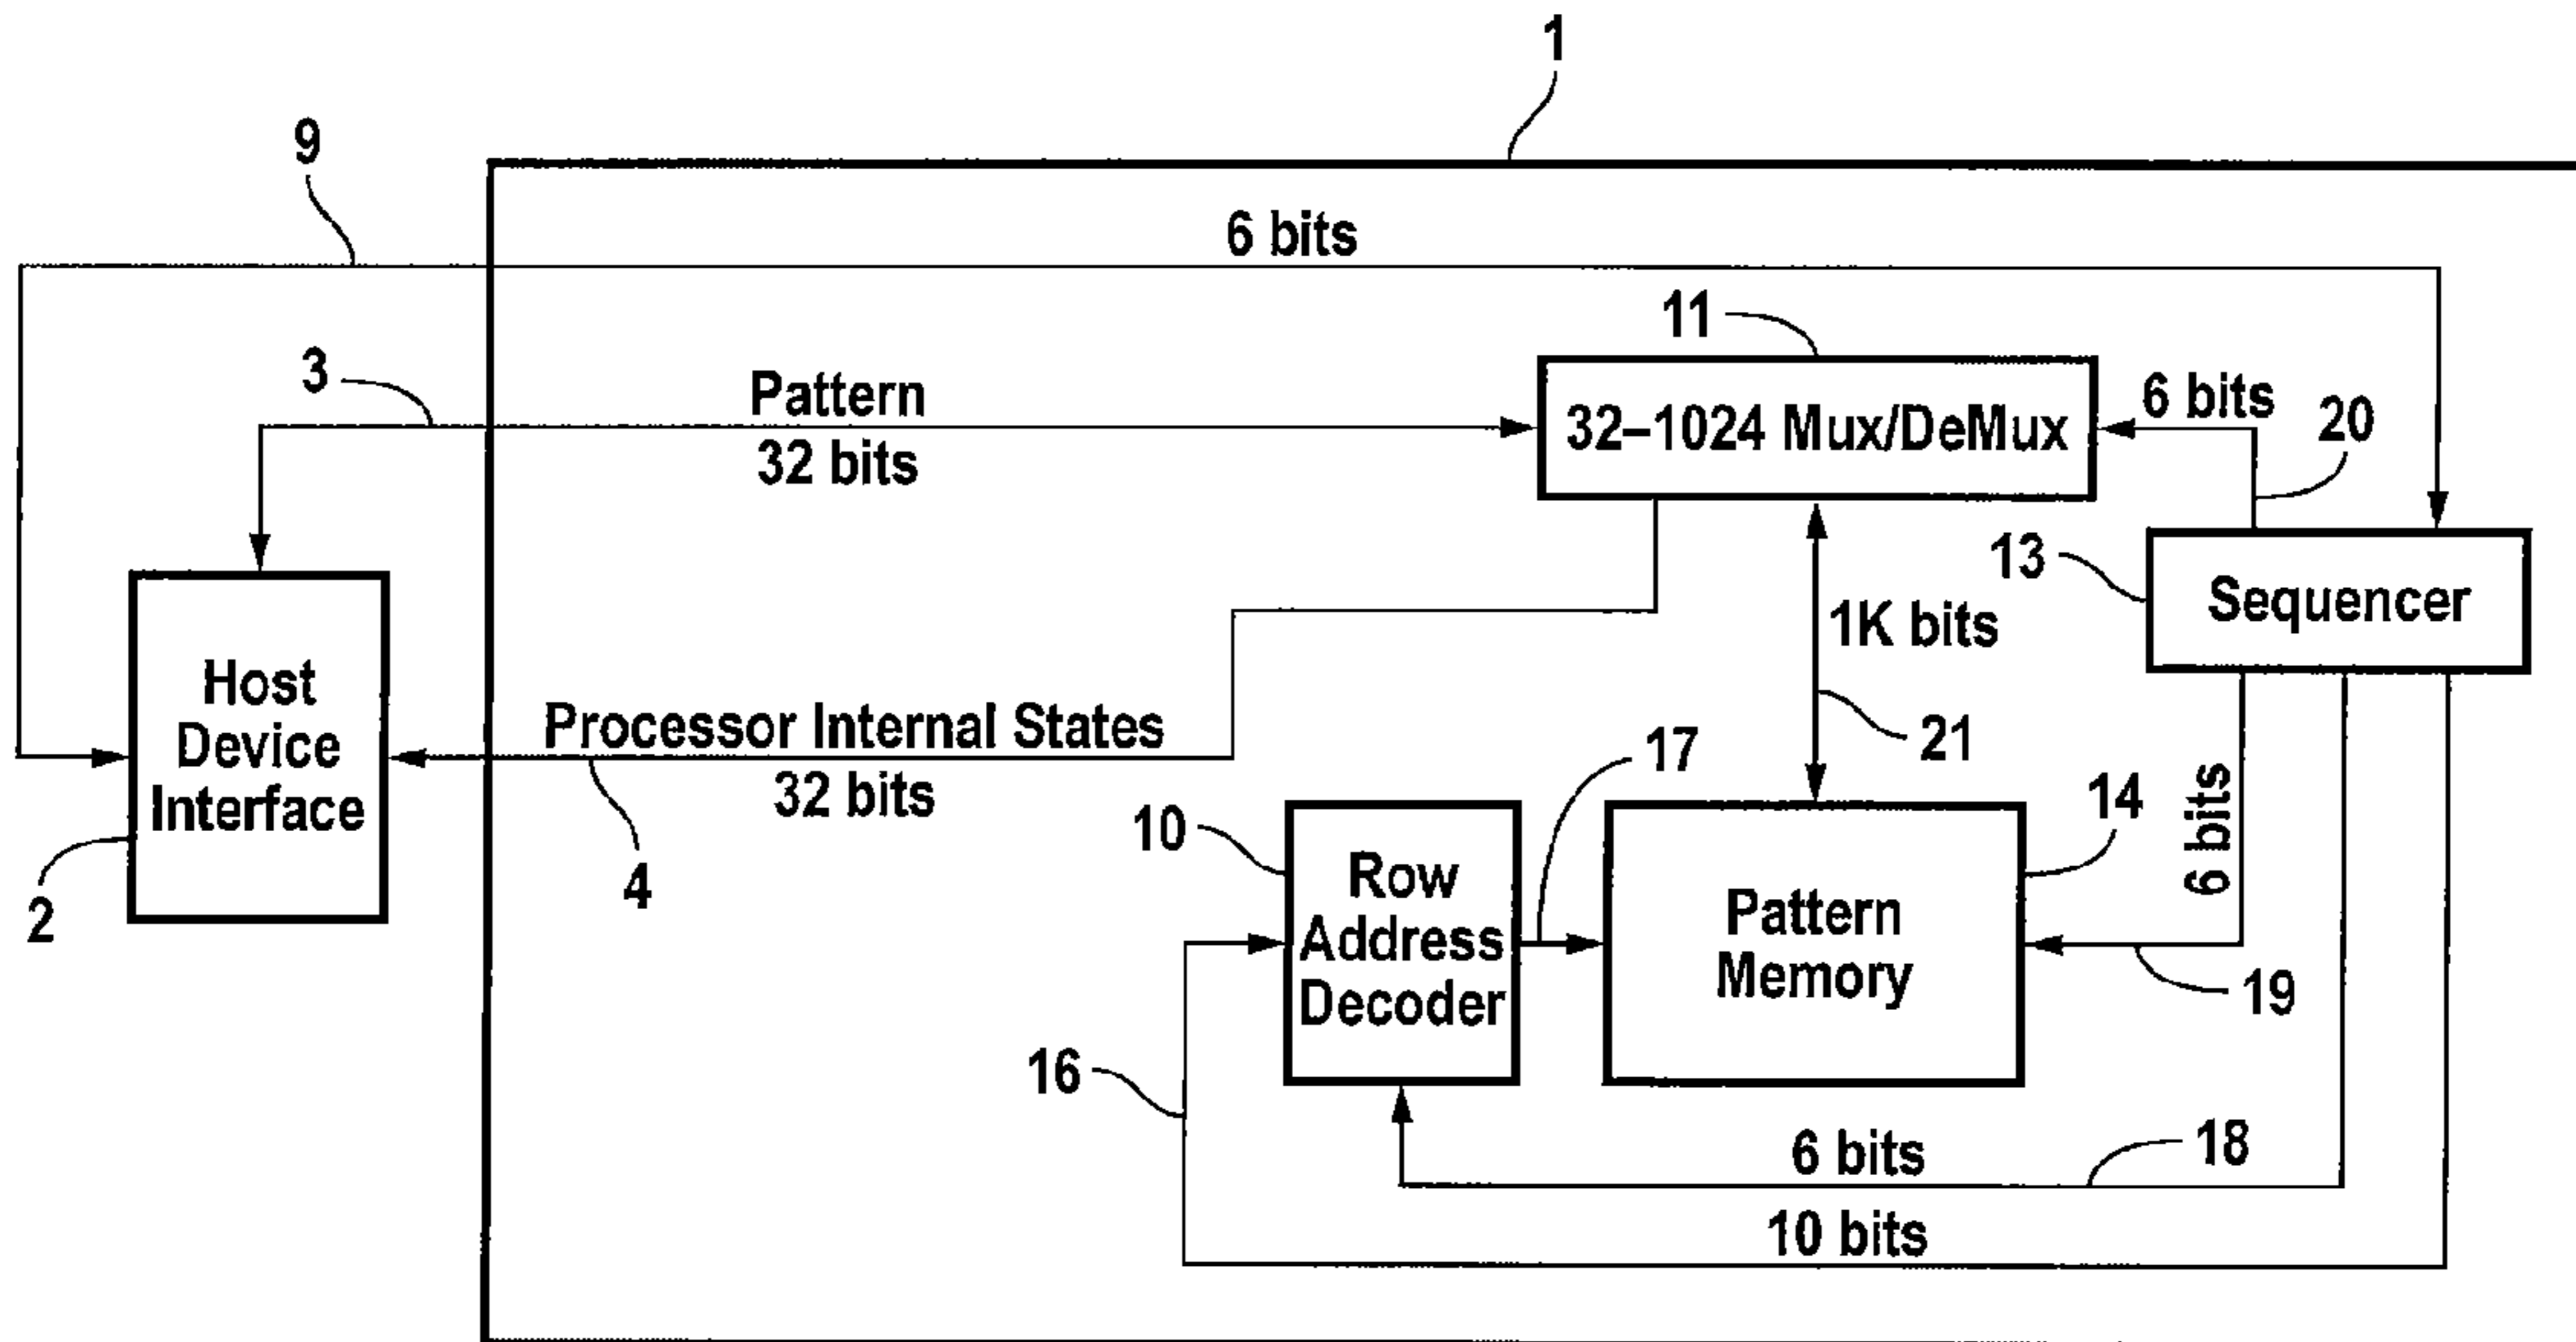 1
9
6 bits
11
3
Pattern
32 bits
32–1024 Mux/DeMux
6 bits
20
13
Sequencer
1K bits
21
Host
Device
Interface
2
Processor Internal States
32 bits
4
17
10
Row
Address
Decoder
Pattern
Memory
14
6 bits
19
16
6 bits
18
10 bits